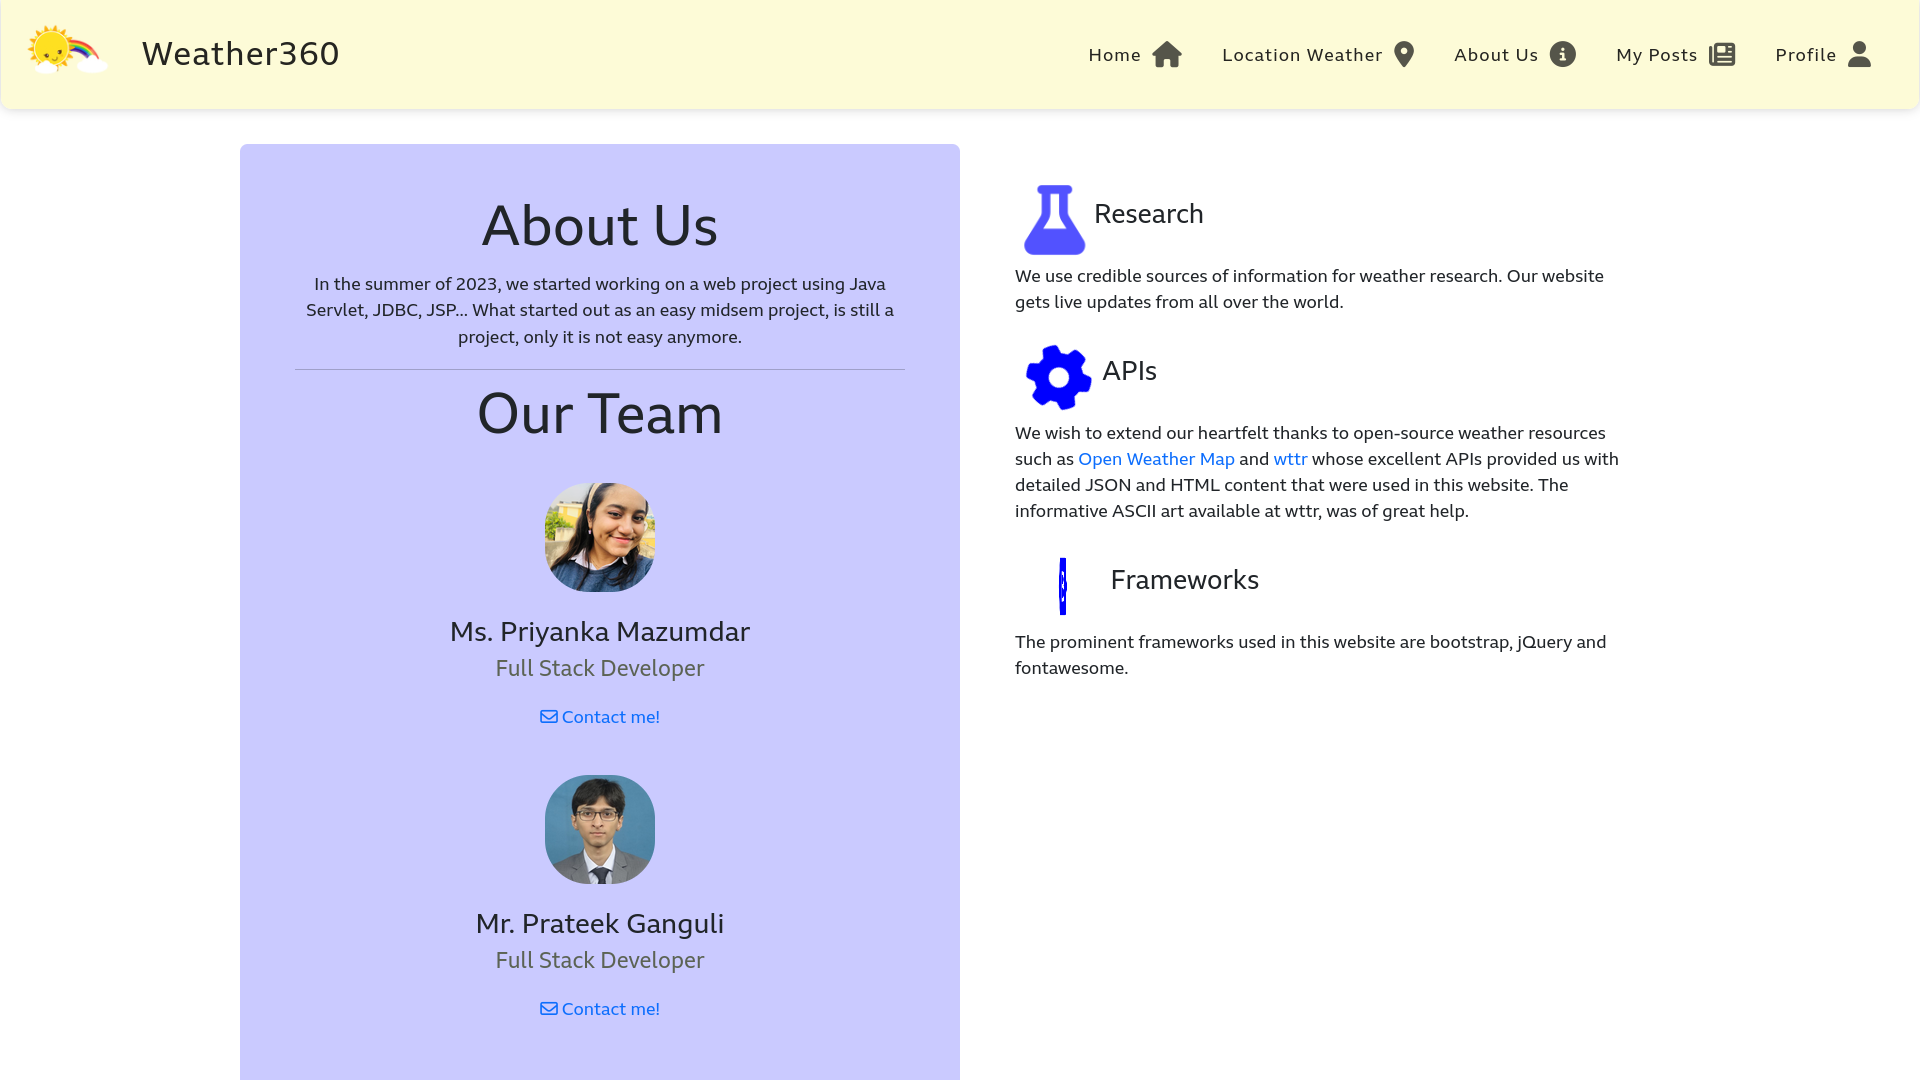 Weather360
Home
Location Weather
About Us
My Posts
Profile
About Us
In the summer of 2023, we started working on a web project using Java
Servlet, JDBC, JSP... What started out as an easy midsem project, is still a
project, only it is not easy anymore.
Our Team
Ms. Priyanka Mazumdar
Full Stack Developer
Contact me!
Mr. Prateek Ganguli
Full Stack Developer
Contact me!
Research
We use credible sources of information for weather research. Our website
gets live updates from all over the world.
APIs
We wish to extend our heartfelt thanks to open-source weather resources
such as Open Weather Map and wttr whose excellent APIs provided us with
detailed JSON and HTML content that were used in this website. The
informative ASCII art available at wttr, was of great help.
Frameworks
The prominent frameworks used in this website are bootstrap, jQuery and
fontawesome.